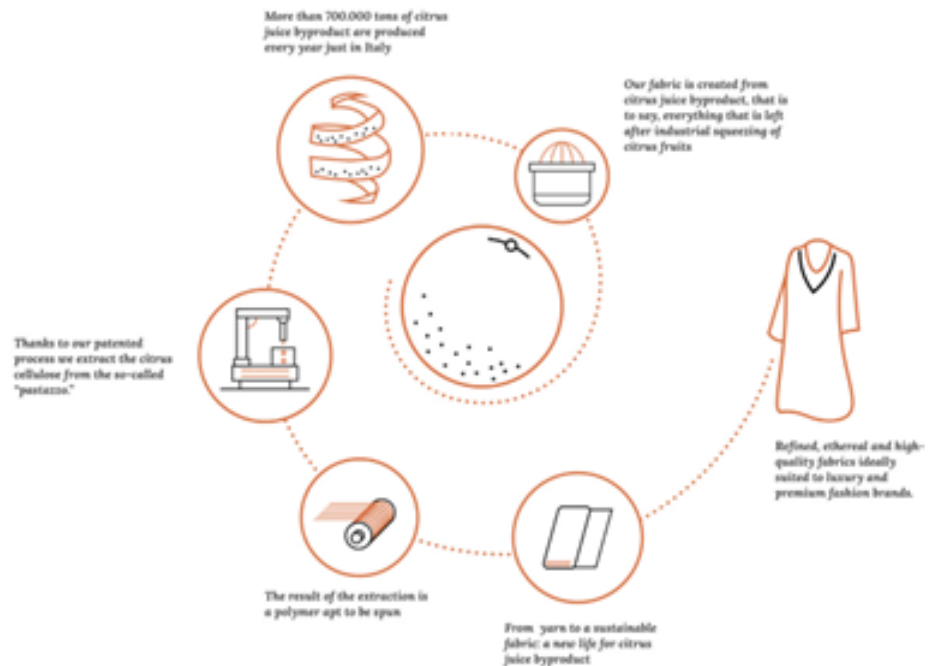 More than 700.000 tons of citrus
juice byproduct are produced
every year just in Italy
Our fabric is created from
citrus juice byproduct, that is
to say, everything that is left
after industrial squeezing of
citrus fruits
Thanks to our patented
process we extract the citrus
cellulose from the so-called
"pastazzo."
The result of the extraction is
a polymer apt to be spun
From yarn to a sustainable
fabric: a new life for citrus
juice byproduct
Refined, ethereal and high-
quality fabrics ideally
suited to luxury and
premium fashion brands.